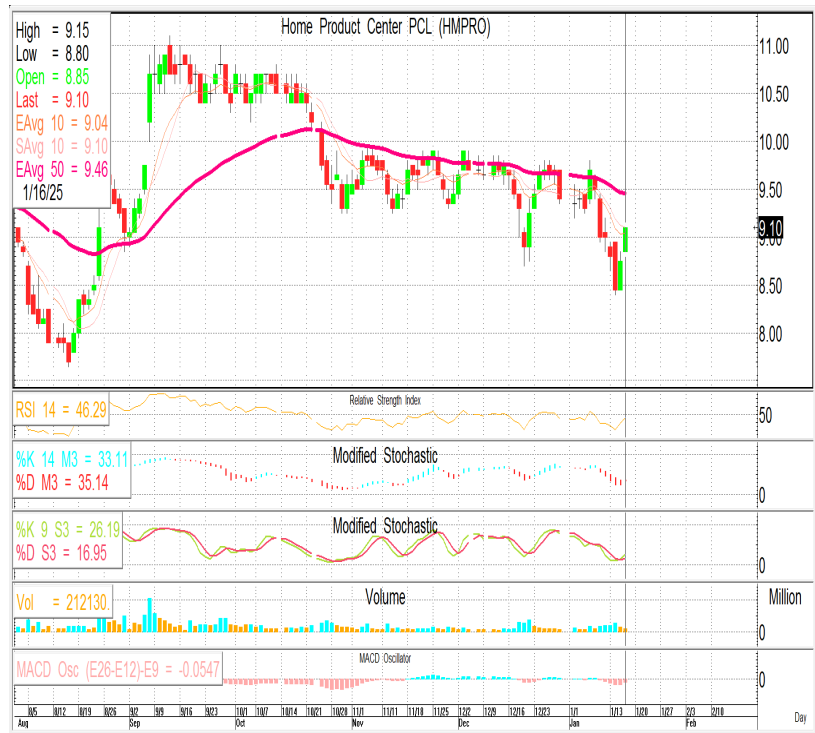 Home Product Center PCL (HMPRO)
High = 9.15
Low = 8.80
Open = 8.85
Last = 9.10
EAvg 10 = 9.04
SAvg 10 = 9.10
EAvg 50 = 9.46
1/16/25
11.00
10.50
10.00
9.50
9.10
9.00
8.50
8.00
Relative Strength Index
RSI 14 = 46.29
50
Modified Stochastic
%K 14 M3 = 33.11
%D M3 = 35.14
0
Modified Stochastic
%K 9 S3 = 26.19
%D S3 = 16.95
0
Volume
Million
Vol = 212130.
0
MACD Oscillator
MACD Osc (E26-E12)-E9 = -0.0547
0
8/5 8/12 8/19 8/26 9/2 9/9 9/16 9/23 10/1 10/7 10/14 10/21 10/28 11/1 11/11 11/18 11/25 12/2 12/9 12/16 12/23 1/1 1/13 1/20 1/27 2/3 2/10
Aug Sep Oct Nov Dec Jan Feb
Day